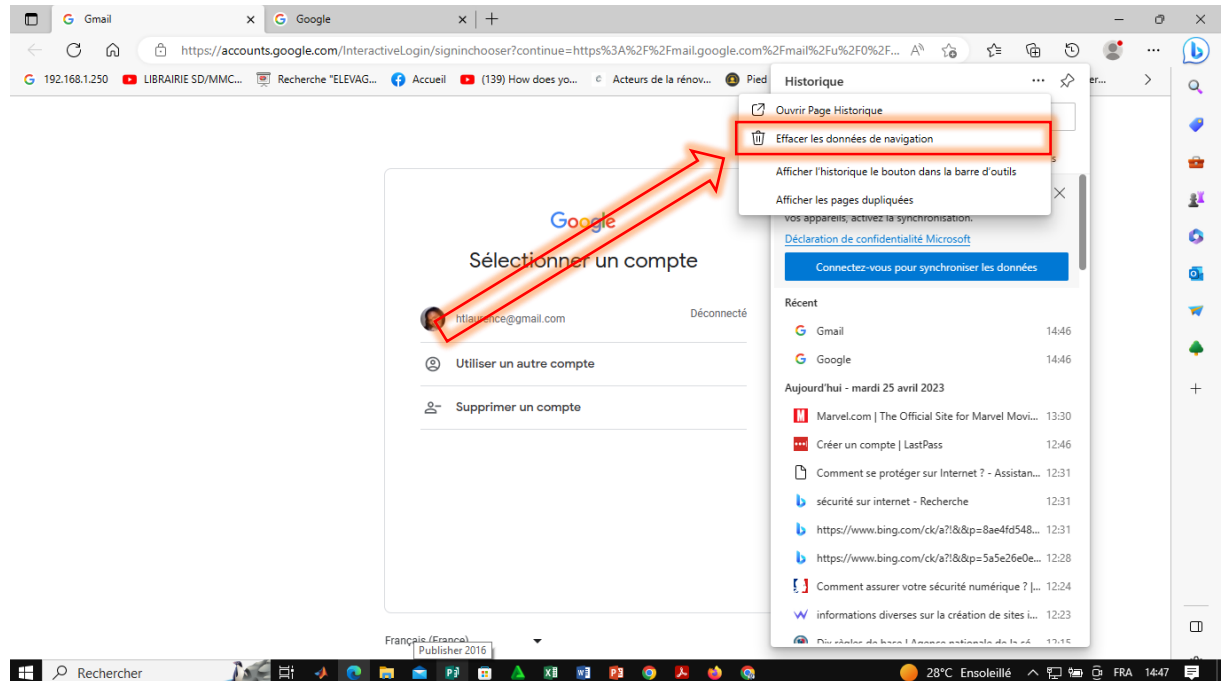 Gmail
Google
https://accounts.google.com/InteractiveLogin/signinchooser?continue=https%3A%2F%2Fmail.google.com%2Fmail%2Fu%2F0%2F...
192.168.1.250
LIBRAIRIE SD/MMC...
Recherche "ELEVAG...
Accueil
(139) How does yo...
Acteurs de la rénov...
Pied
er...
Historique
Ouvrir Page Historique
Effacer les données de navigation
Afficher l'historique le bouton dans la barre d'outils
Afficher les pages dupliquées
vos appareils, activez la synchronisation.
Déclaration de confidentialité Microsoft
Connectez-vous pour synchroniser les données
Récent
Gmail 14:46
Google 14:46
Aujourd'hui - mardi 25 avril 2023
Marvel.com | The Official Site for Marvel Movi... 13:30
Créer un compte | LastPass 12:46
Comment se protéger sur Internet ? - Assistan... 12:31
sécurité sur internet - Recherche 12:31
https://www.bing.com/ck/a?!&&p=8ae4fd548... 12:31
https://www.bing.com/ck/a?!&&p=5a5e26e0e... 12:28
Comment assurer votre sécurité numérique ? |... 12:24
informations diverses sur la création de sites i... 12:23
12:15
Google
Sélectionner un compte
htlaurence@gmail.com
Déconnecté
Utiliser un autre compte
Supprimer un compte
Français (France)
Publisher 2016
Rechercher
28°C Ensoleillé
FRA
14:47